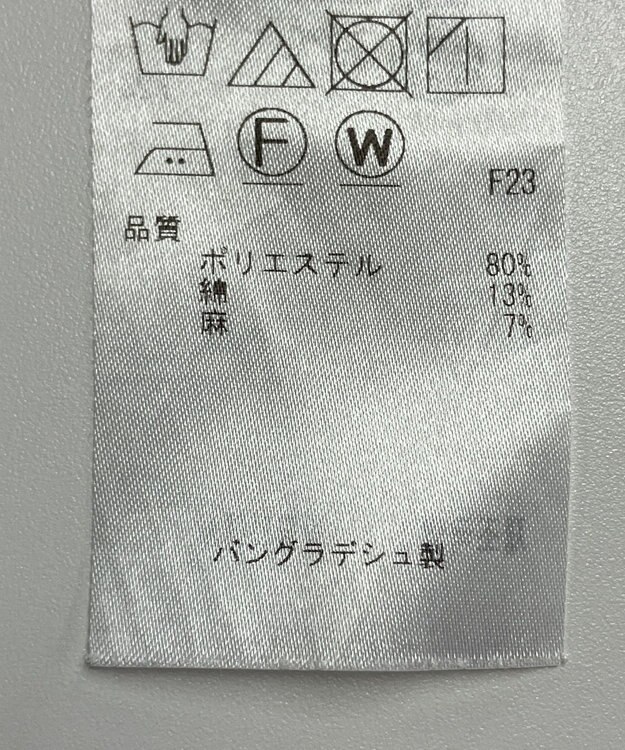 F W
F23
品質
ポリエステル 80%
綿 13%
麻 7%
バングラデシュ製